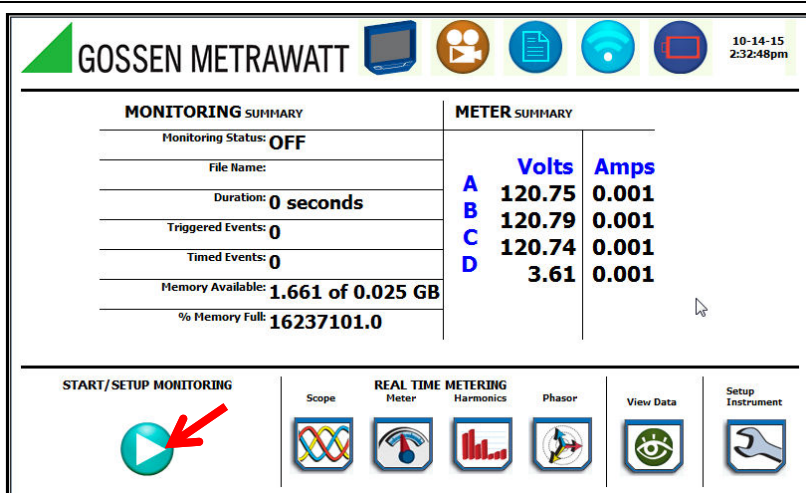 GOSSEN METRAWATT
10-14-15
2:32:48pm
MONITORING SUMMARY
Monitoring Status: OFF
File Name:
Duration: 0 seconds
Triggered Events: 0
Timed Events: 0
Memory Available: 1.661 of 0.025 GB
% Memory Full: 16237101.0
METER SUMMARY
Volts Amps
A 120.75 0.001
B 120.79 0.001
C 120.74 0.001
D 3.61 0.001
START/SETUP MONITORING
REAL TIME METERING
Scope Meter Harmonics Phasor
View Data
Setup
Instrument